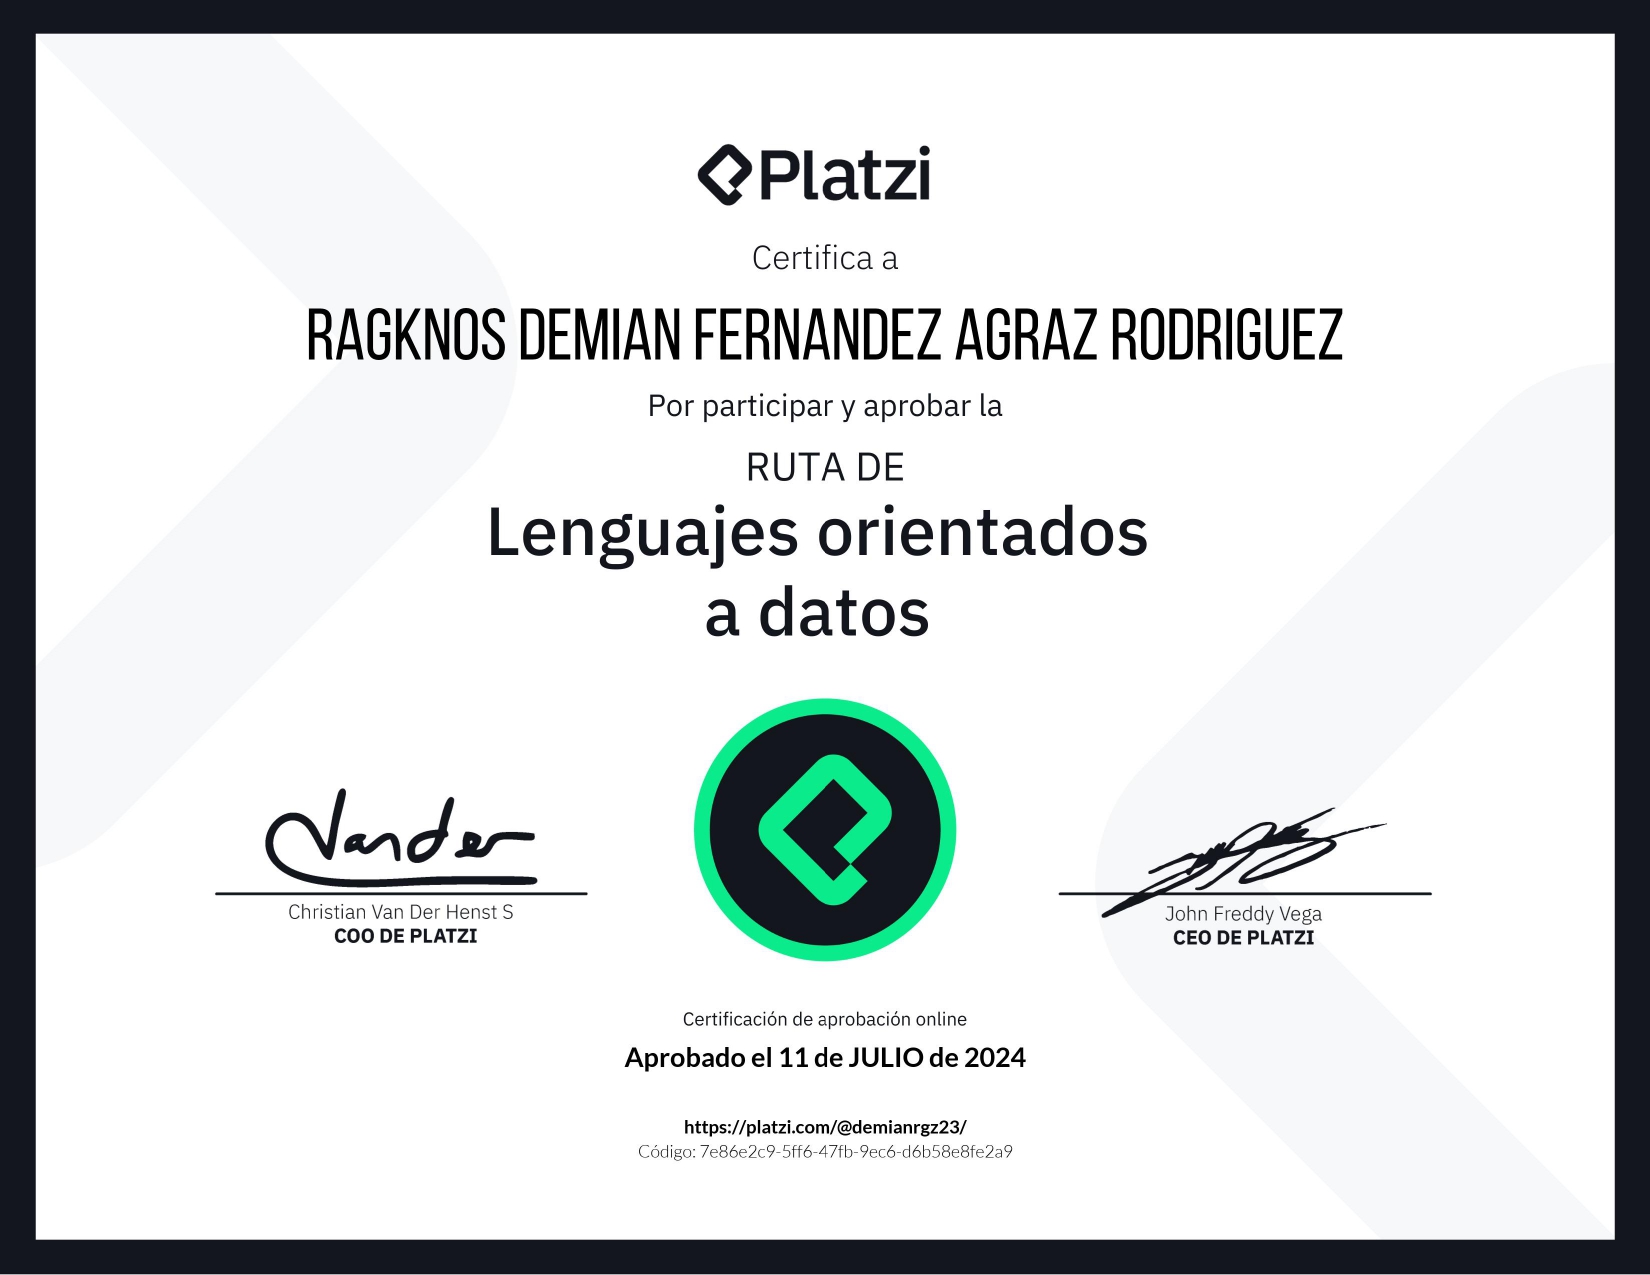 Platzi
Certifica a
RAGKNOS DEMIAN FERNANDEZ AGRAZ RODRIGUEZ
Por participar y aprobar la
RUTA DE
Lenguajes orientados
a datos
Vander
Christian Van Der Henst S
COO DE PLATZI
John Freddy Vega
CEO DE PLATZI
Certificación de aprobación online
Aprobado el 11 de JULIO de 2024
https://platzi.com/@demianrgz23/
Código: 7e86e2c9-5ff6-47fb-9ec6-d6b58e8fe2a9